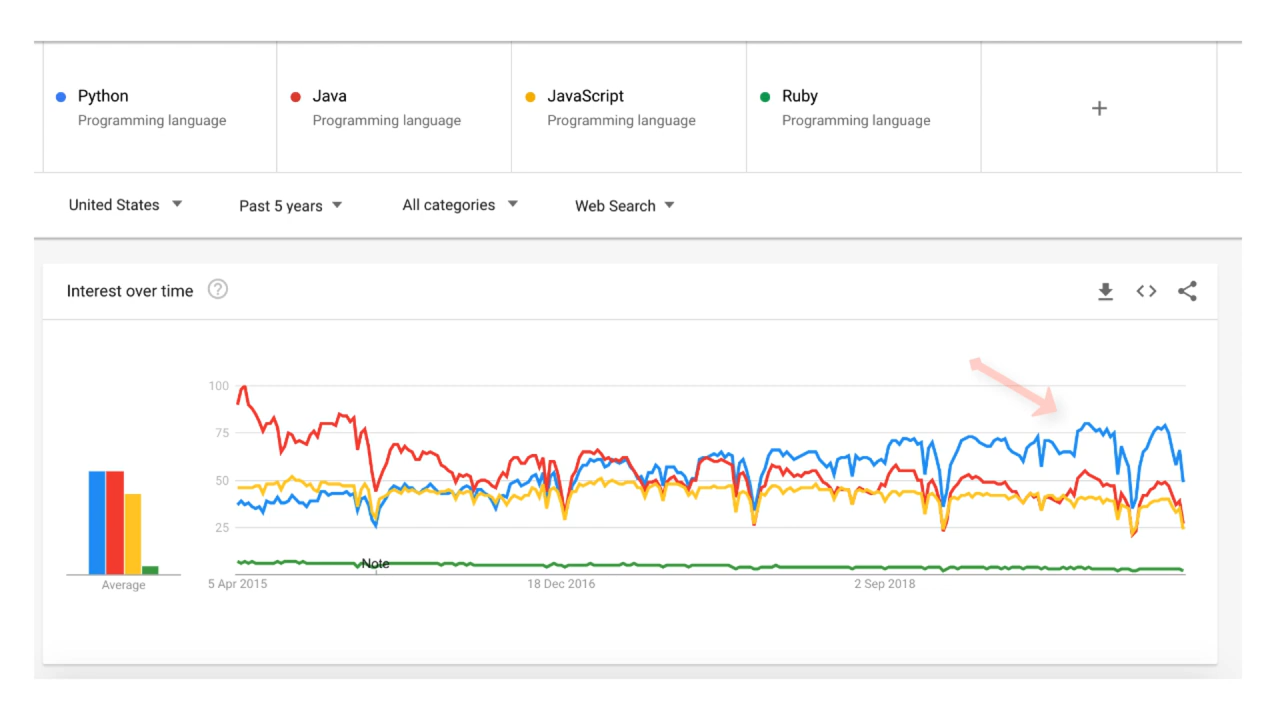 Python
Programming language
Java
Programming language
JavaScript
Programming language
Ruby
Programming language
+
United States
Past 5 years
All categories
Web Search
Interest over time
?
100
75
50
25
Note
Average
5 Apr 2015
18 Dec 2016
2 Sep 2018